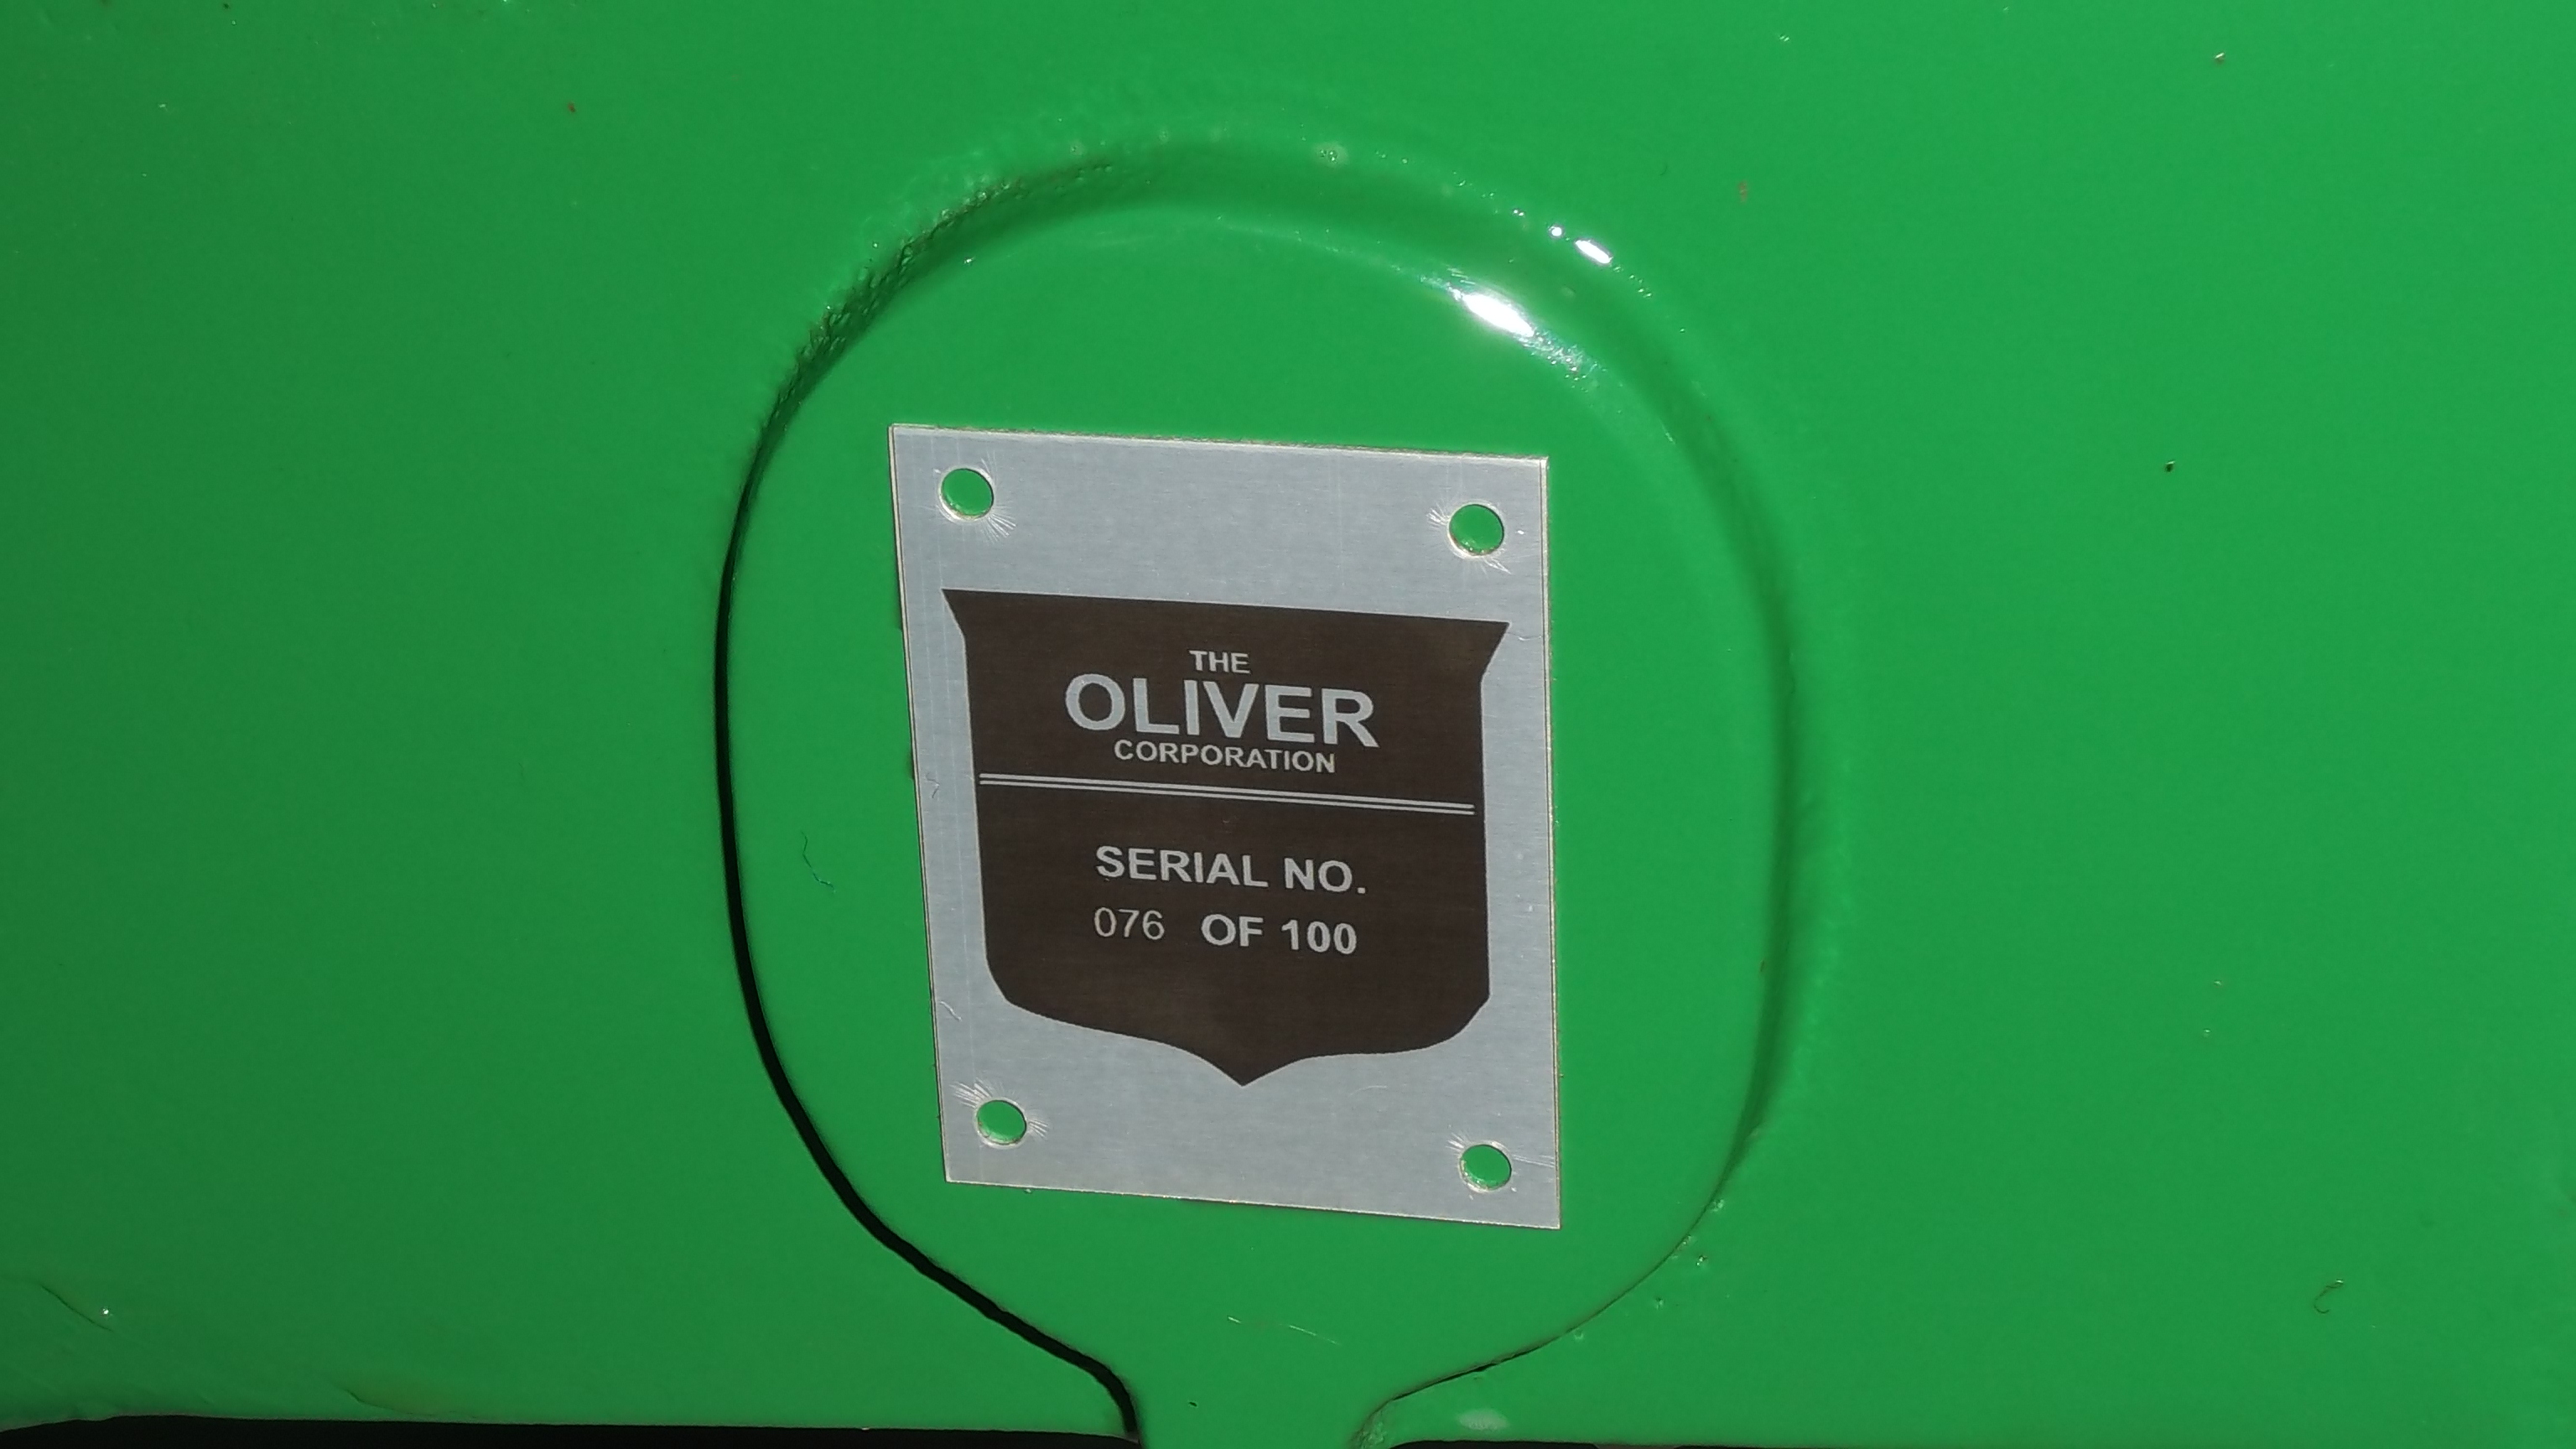 THE
OLIVER
CORPORATION
SERIAL NO.
076 OF 100